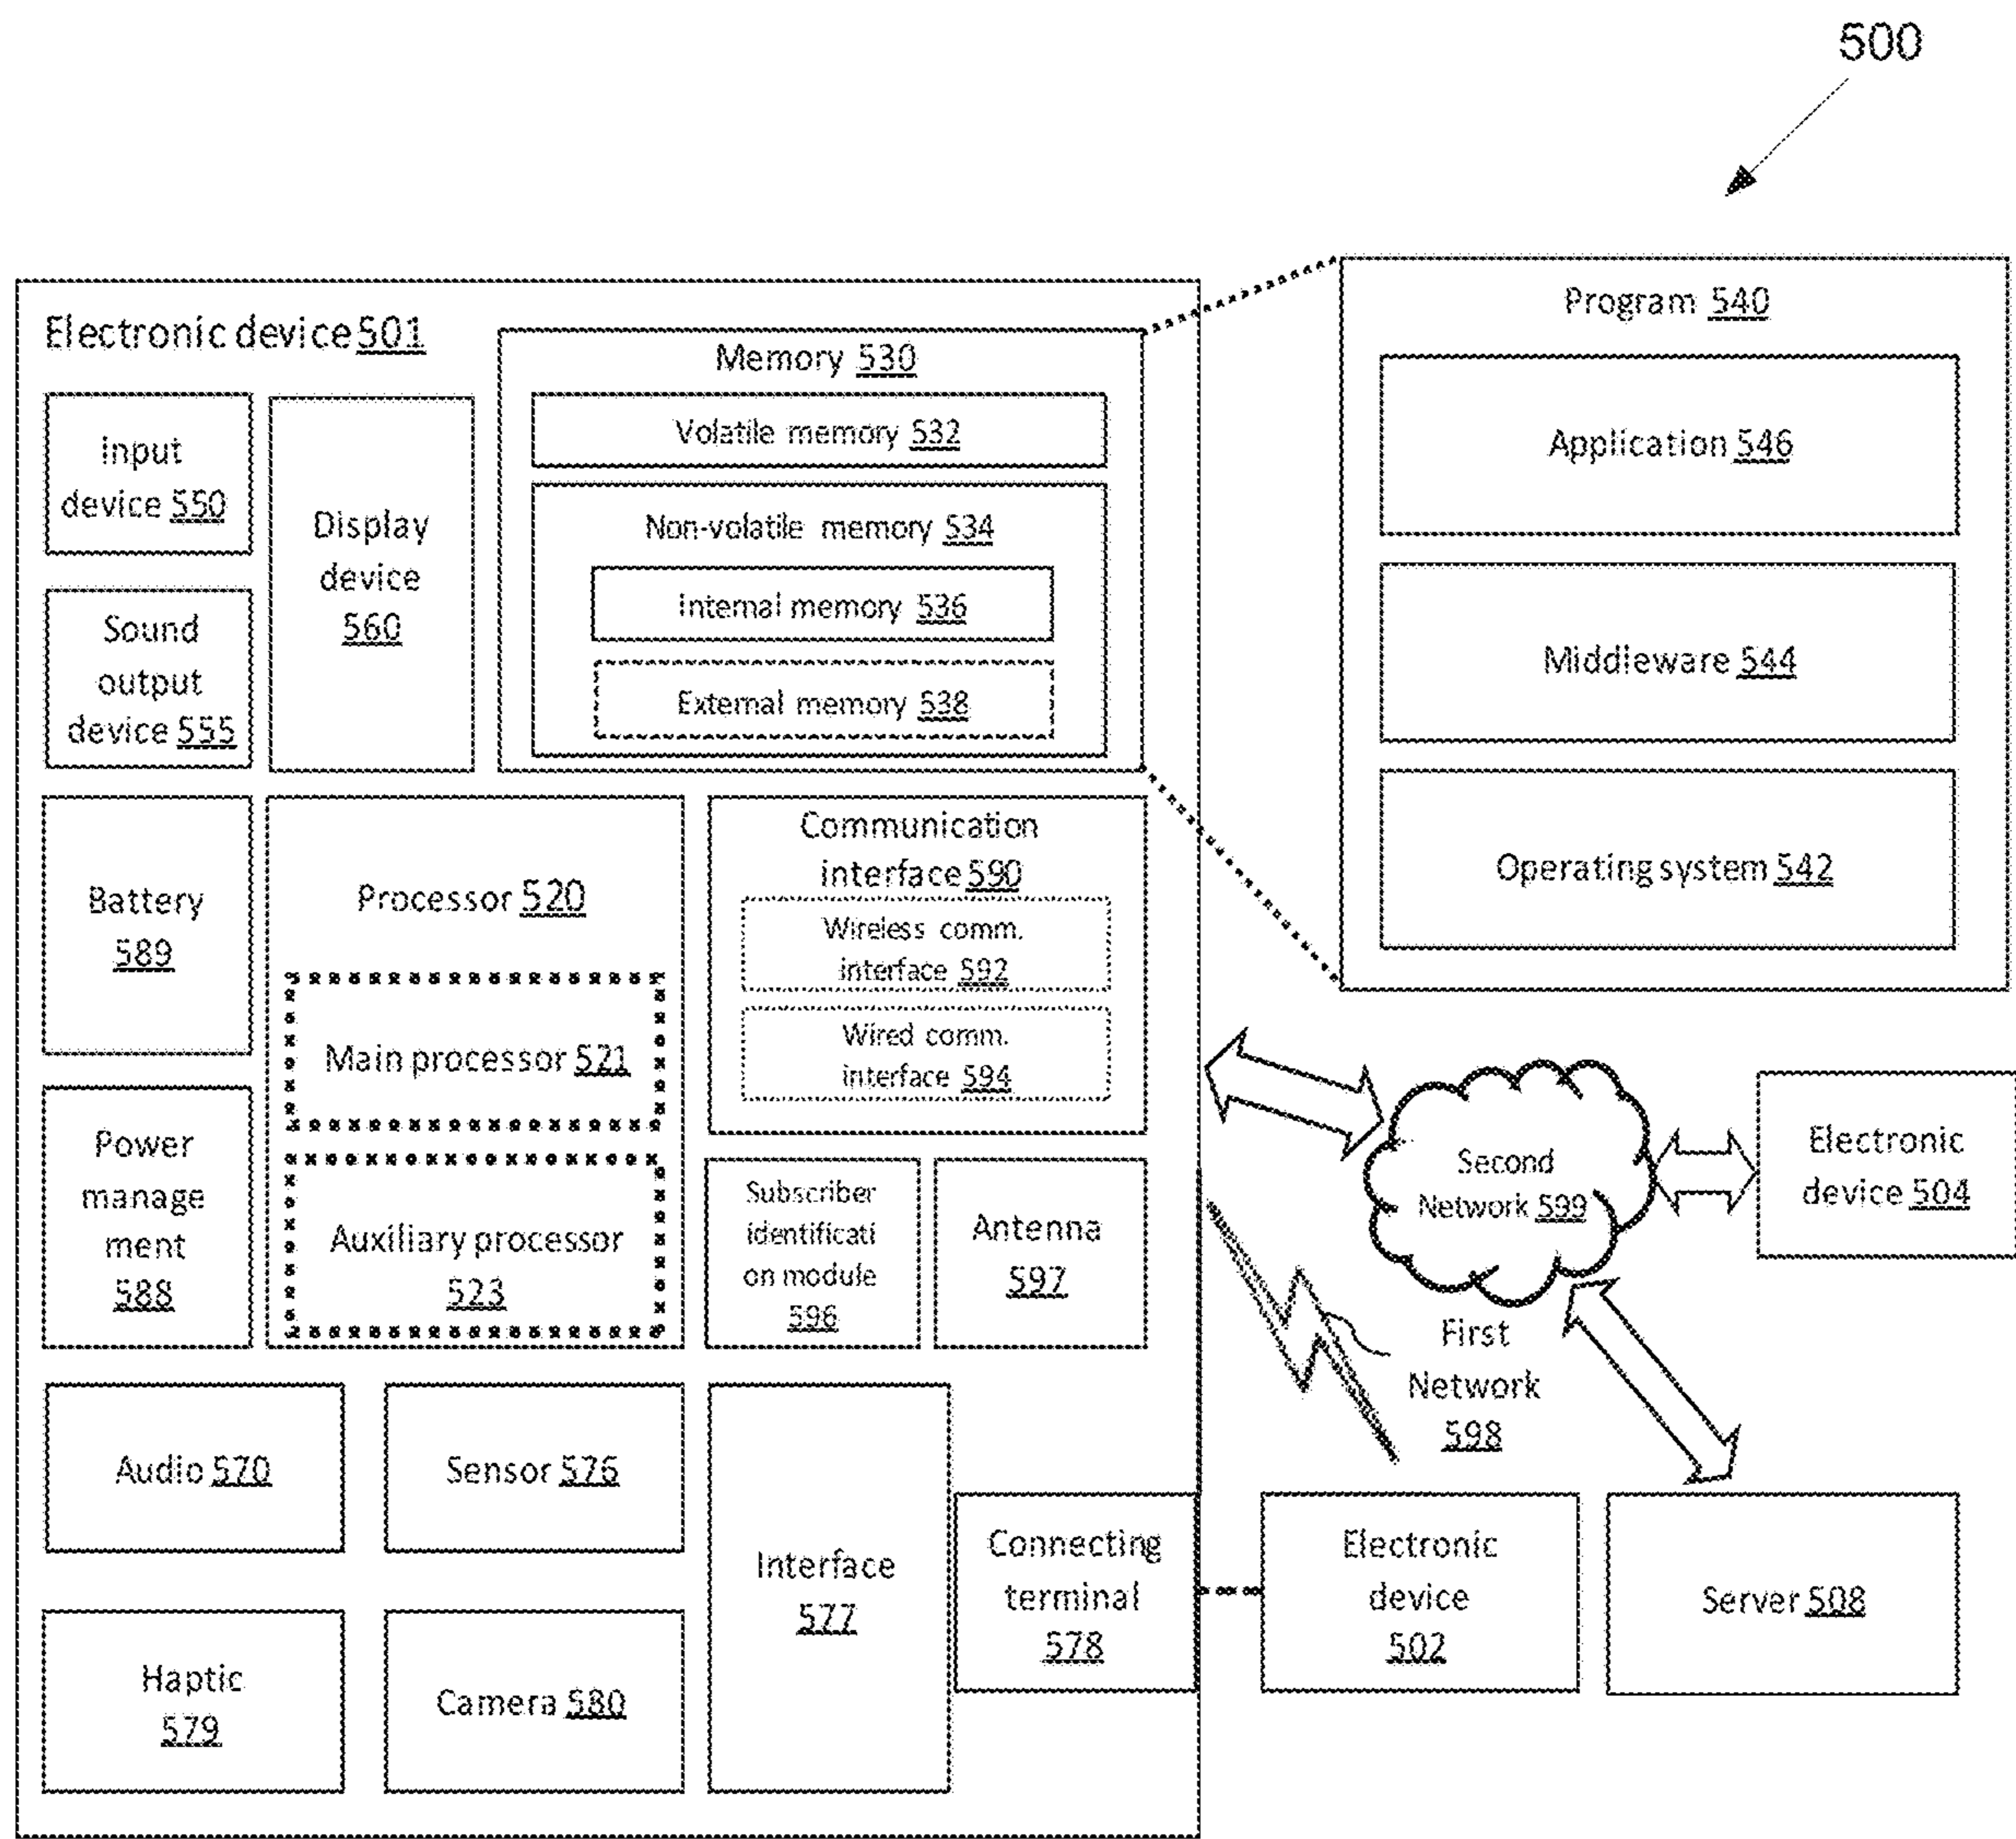 500
Electronic device 501
Input
device 550
Sound
output
device 555
Display
device
560
Memory 530
Volatile memory 532
Non-volatile memory 534
Internal memory 536
External memory 538
Program 540
Application 546
Middleware 544
Operating system 542
Battery
589
Power
manage
ment
588
Processor 520
Main processor 521
Auxiliary processor
523
Communication
interface 590
Wireless comm.
interface 592
Wired comm.
interface 594
Subscriber
identificati
on module
596
Antenna
597
Second
Network 599
Electronic
device 504
First
Network
598
Audio 570
Sensor 576
Haptic
579
Camera 580
Interface
577
Connecting
terminal
578
Electronic
device
502
Server 508